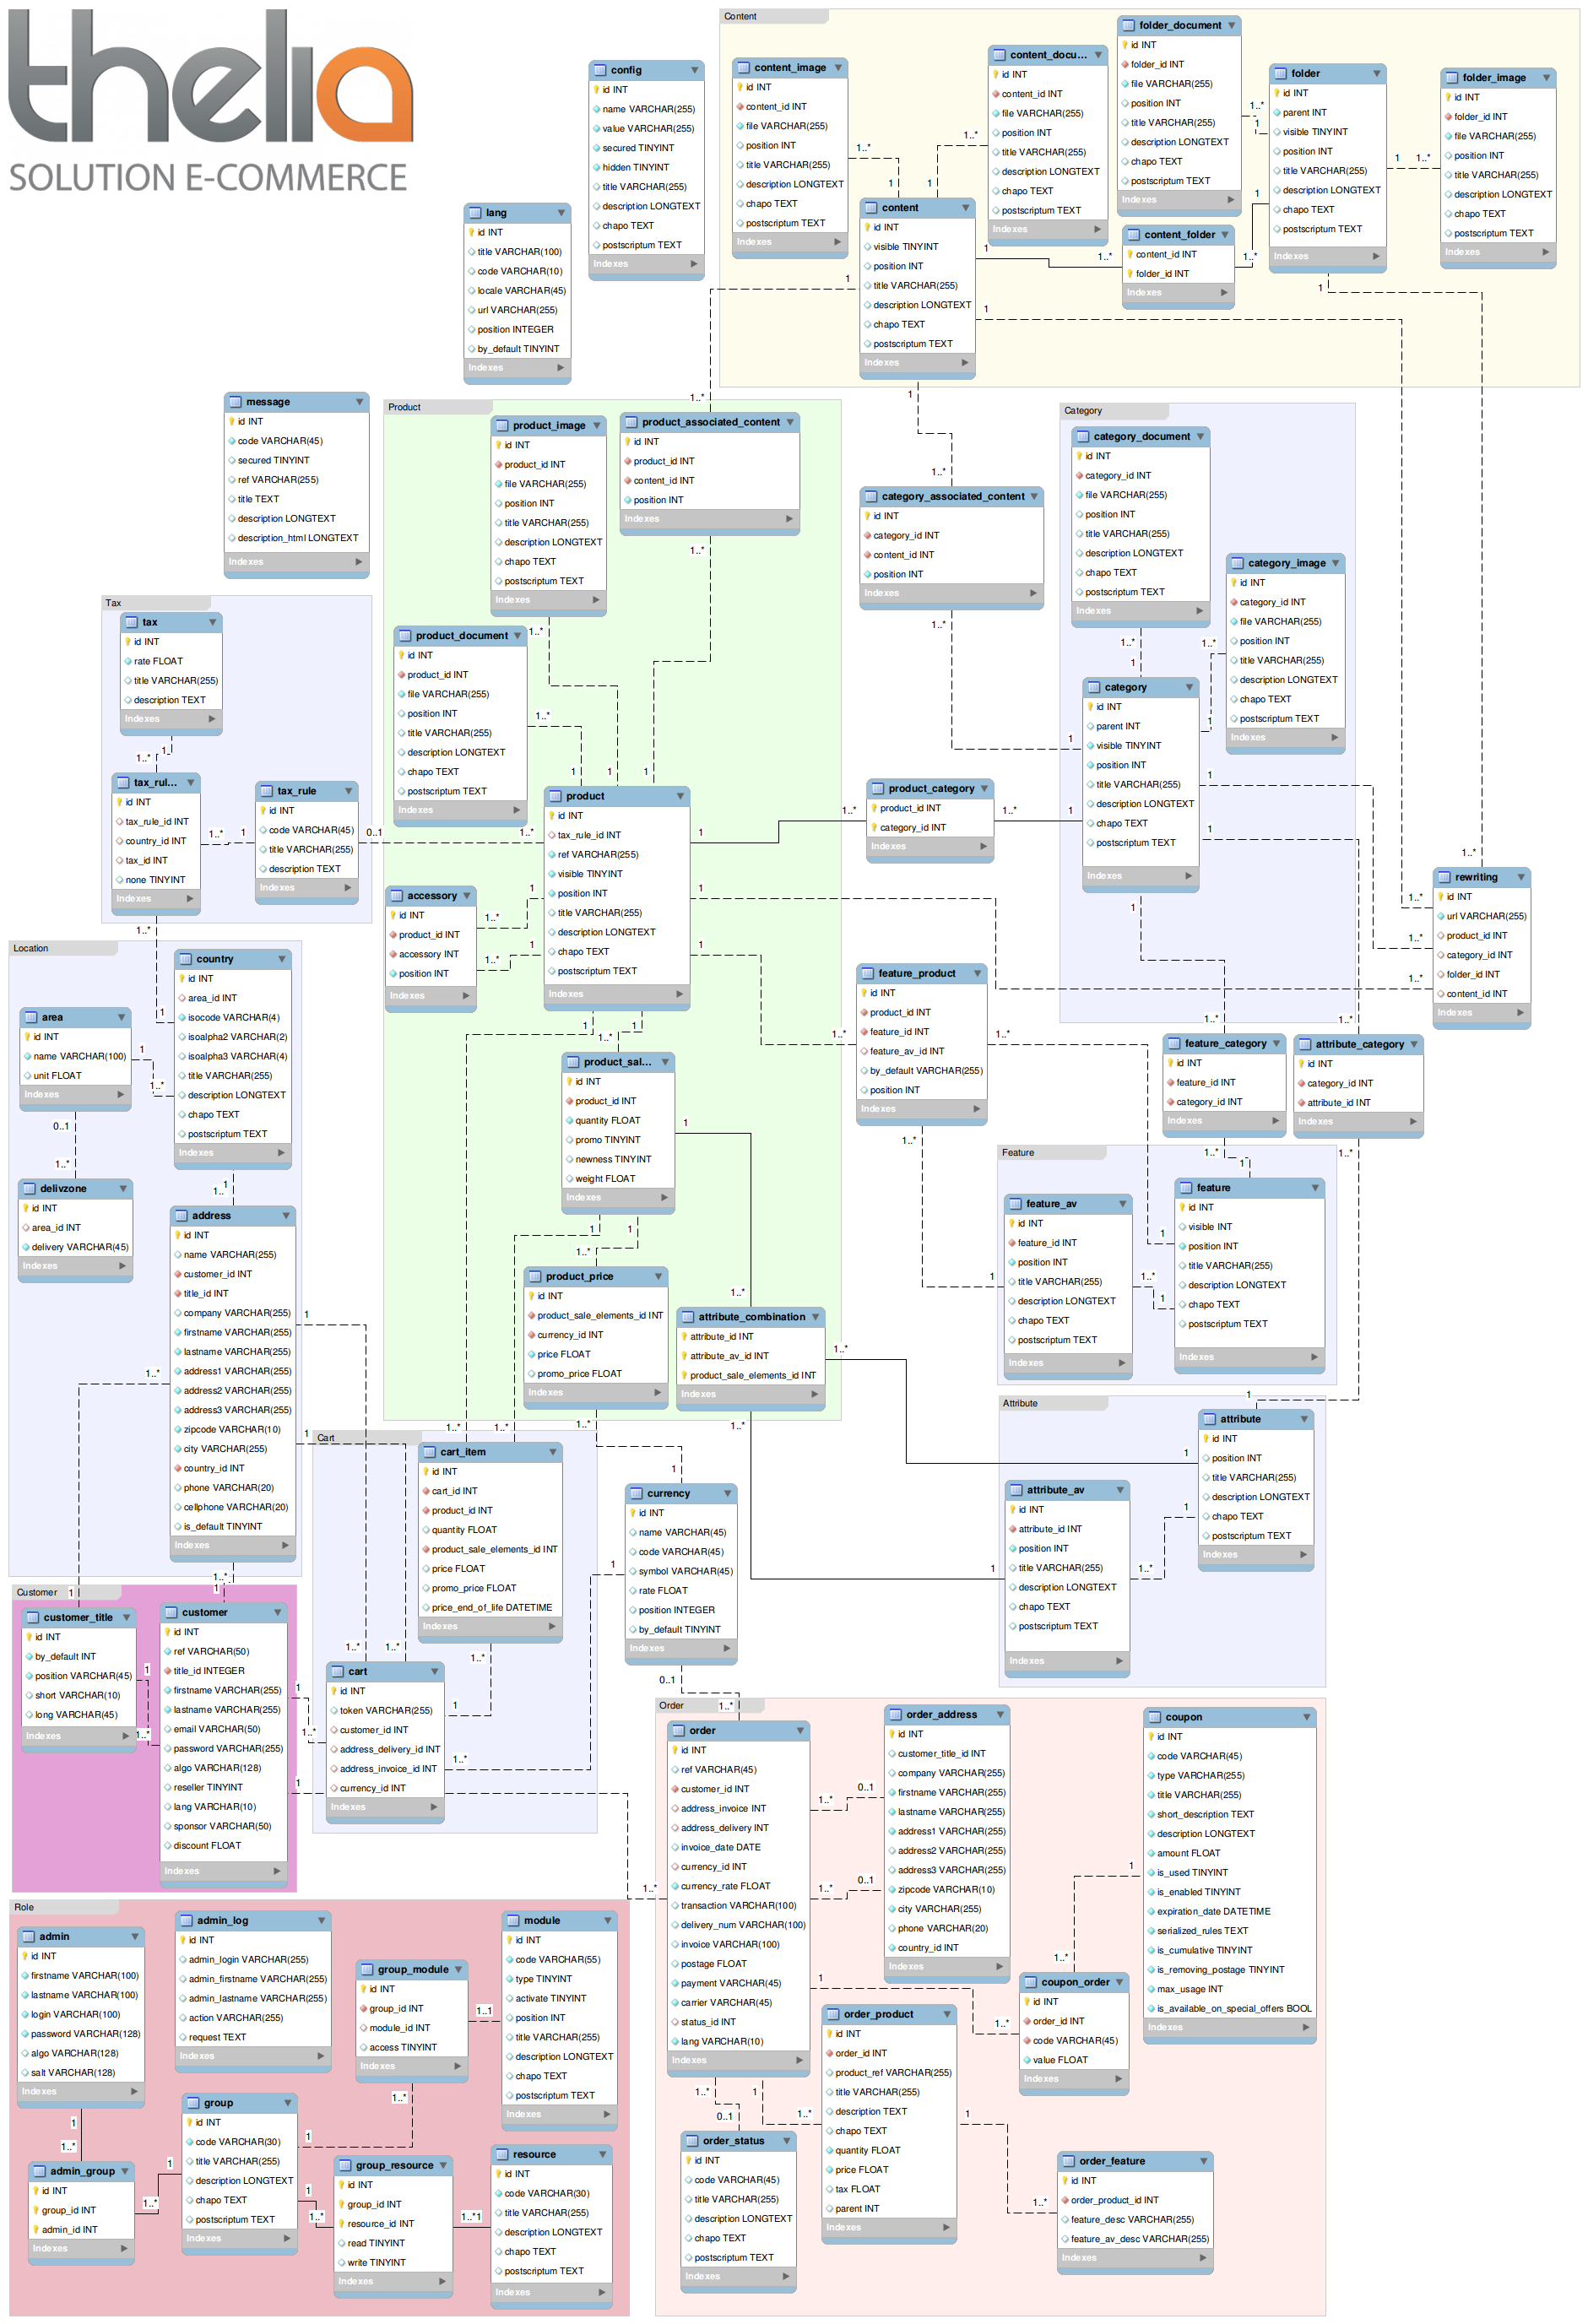 thelia
SOLUTION E-COMMERCE
config
id INT
name VARCHAR(255)
value VARCHAR(255)
secured TINYINT
hidden TINYINT
title VARCHAR(255)
description LONGTEXT
chapo TEXT
postscriptum TEXT
Indexes
lang
id INT
title VARCHAR(100)
code VARCHAR(10)
locale VARCHAR(45)
url VARCHAR(255)
position INTEGER
by_default TINYINT
Indexes
message
id INT
code VARCHAR(45)
secured TINYINT
ref VARCHAR(255)
title TEXT
description LONGTEXT
description_html LONGTEXT
Indexes
Content
content_image
id INT
content_id INT
file VARCHAR(255)
position INT
title VARCHAR(255)
description LONGTEXT
chapo TEXT
postscriptum TEXT
Indexes
content_docu...
id INT
content_id INT
file VARCHAR(255)
position INT
title VARCHAR(255)
description LONGTEXT
chapo TEXT
postscriptum TEXT
Indexes
folder_document
id INT
folder_id INT
file VARCHAR(255)
position INT
title VARCHAR(255)
description LONGTEXT
chapo TEXT
postscriptum TEXT
Indexes
folder
id INT
parent INT
visible TINYINT
position INT
title VARCHAR(255)
description LONGTEXT
chapo TEXT
postscriptum TEXT
Indexes
folder_image
id INT
folder_id INT
file VARCHAR(255)
position INT
title VARCHAR(255)
description LONGTEXT
chapo TEXT
postscriptum TEXT
Indexes
content
id INT
visible TINYINT
position INT
title VARCHAR(255)
description LONGTEXT
chapo TEXT
postscriptum TEXT
Indexes
content_folder
content_id INT
folder_id INT
Indexes
Product
product_image
id INT
product_id INT
file VARCHAR(255)
position INT
title VARCHAR(255)
description LONGTEXT
chapo TEXT
postscriptum TEXT
Indexes
product_associated_content
id INT
product_id INT
content_id INT
position INT
Indexes
product_document
id INT
product_id INT
file VARCHAR(255)
position INT
title VARCHAR(255)
description LONGTEXT
chapo TEXT
postscriptum TEXT
Indexes
product
id INT
tax_rule_id INT
ref VARCHAR(255)
visible TINYINT
position INT
title VARCHAR(255)
description LONGTEXT
chapo TEXT
postscriptum TEXT
Indexes
accessory
id INT
product_id INT
accessory INT
position INT
Indexes
product_sal...
id INT
product_id INT
quantity FLOAT
promo TINYINT
newness TINYINT
weight FLOAT
Indexes
product_price
id INT
product_sale_elements_id INT
currency_id INT
price FLOAT
promo_price FLOAT
Indexes
attribute_combination
attribute_id INT
attribute_av_id INT
product_sale_elements_id INT
Indexes
category_associated_content
id INT
category_id INT
content_id INT
position INT
Indexes
Category
category_document
id INT
category_id INT
file VARCHAR(255)
position INT
title VARCHAR(255)
description LONGTEXT
chapo TEXT
postscriptum TEXT
Indexes
category_image
id INT
category_id INT
file VARCHAR(255)
position INT
title VARCHAR(255)
description LONGTEXT
chapo TEXT
postscriptum TEXT
Indexes
category
id INT
parent INT
visible TINYINT
position INT
title VARCHAR(255)
description LONGTEXT
chapo TEXT
postscriptum TEXT
Indexes
product_category
product_id INT
category_id INT
Indexes
rewriting
id INT
url VARCHAR(255)
product_id INT
category_id INT
folder_id INT
content_id INT
Indexes
feature_product
id INT
product_id INT
feature_id INT
feature_av_id INT
by_default VARCHAR(255)
position INT
Indexes
feature_category
id INT
feature_id INT
category_id INT
Indexes
attribute_category
id INT
category_id INT
attribute_id INT
Indexes
Tax
tax
id INT
rate FLOAT
title VARCHAR(255)
description TEXT
Indexes
tax_rul...
id INT
tax_rule_id INT
country_id INT
tax_id INT
none TINYINT
Indexes
tax_rule
id INT
code VARCHAR(45)
title VARCHAR(255)
description TEXT
Indexes
Location
country
id INT
area_id INT
isocode VARCHAR(4)
isoalpha2 VARCHAR(2)
isoalpha3 VARCHAR(4)
title VARCHAR(255)
description LONGTEXT
chapo TEXT
postscriptum TEXT
Indexes
area
id INT
name VARCHAR(100)
unit FLOAT
Indexes
delivzone
id INT
area_id INT
delivery VARCHAR(45)
Indexes
address
id INT
name VARCHAR(255)
customer_id INT
title_id INT
company VARCHAR(255)
firstname VARCHAR(255)
lastname VARCHAR(255)
address1 VARCHAR(255)
address2 VARCHAR(255)
address3 VARCHAR(255)
zipcode VARCHAR(10)
city VARCHAR(255)
country_id INT
phone VARCHAR(20)
cellphone VARCHAR(20)
is_default TINYINT
Indexes
Feature
feature_av
id INT
feature_id INT
position INT
title VARCHAR(255)
description LONGTEXT
chapo TEXT
postscriptum TEXT
Indexes
feature
id INT
visible INT
position INT
title VARCHAR(255)
description LONGTEXT
chapo TEXT
postscriptum TEXT
Indexes
Attribute
attribute
id INT
position INT
title VARCHAR(255)
description LONGTEXT
chapo TEXT
postscriptum TEXT
Indexes
attribute_av
id INT
attribute_id INT
position INT
title VARCHAR(255)
description LONGTEXT
chapo TEXT
postscriptum TEXT
Indexes
Cart
cart_item
id INT
cart_id INT
product_id INT
quantity FLOAT
product_sale_elements_id INT
price FLOAT
promo_price FLOAT
price_end_of_life DATETIME
Indexes
cart
id INT
token VARCHAR(255)
customer_id INT
address_delivery_id INT
address_invoice_id INT
currency_id INT
Indexes
currency
id INT
name VARCHAR(45)
code VARCHAR(45)
symbol VARCHAR(45)
rate FLOAT
position INTEGER
by_default TINYINT
Indexes
Customer
customer_title
id INT
by_default INT
position VARCHAR(45)
short VARCHAR(10)
long VARCHAR(45)
Indexes
customer
id INT
ref VARCHAR(50)
title_id INTEGER
firstname VARCHAR(255)
lastname VARCHAR(255)
email VARCHAR(50)
password VARCHAR(255)
algo VARCHAR(128)
reseller TINYINT
lang VARCHAR(10)
sponsor VARCHAR(50)
discount FLOAT
Indexes
Order
order
id INT
ref VARCHAR(45)
customer_id INT
address_invoice INT
address_delivery INT
invoice_date DATE
currency_id INT
currency_rate FLOAT
transaction VARCHAR(100)
delivery_num VARCHAR(100)
invoice VARCHAR(100)
postage FLOAT
payment VARCHAR(45)
carrier VARCHAR(45)
status_id INT
lang VARCHAR(10)
Indexes
order_address
id INT
customer_title_id INT
company VARCHAR(255)
firstname VARCHAR(255)
lastname VARCHAR(255)
address1 VARCHAR(255)
address2 VARCHAR(255)
address3 VARCHAR(255)
zipcode VARCHAR(10)
city VARCHAR(255)
phone VARCHAR(20)
country_id INT
Indexes
coupon
id INT
code VARCHAR(45)
type VARCHAR(255)
title VARCHAR(255)
short_description TEXT
description LONGTEXT
amount FLOAT
is_used TINYINT
is_enabled TINYINT
expiration_date DATETIME
serialized_rules TEXT
is_cumulative TINYINT
is_removing_postage TINYINT
max_usage INT
is_available_on_special_offers BOOL
Indexes
coupon_order
id INT
order_id INT
code VARCHAR(45)
value FLOAT
Indexes
order_product
id INT
order_id INT
product_ref VARCHAR(255)
title VARCHAR(255)
description TEXT
chapo TEXT
quantity FLOAT
price FLOAT
tax FLOAT
parent INT
Indexes
order_status
id INT
code VARCHAR(45)
title VARCHAR(255)
description LONGTEXT
chapo TEXT
postscriptum TEXT
Indexes
order_feature
id INT
order_product_id INT
feature_desc VARCHAR(255)
feature_av_desc VARCHAR(255)
Indexes
Role
admin
id INT
firstname VARCHAR(100)
lastname VARCHAR(100)
login VARCHAR(100)
password VARCHAR(128)
algo VARCHAR(128)
salt VARCHAR(128)
Indexes
admin_log
id INT
admin_login VARCHAR(255)
admin_firstname VARCHAR(255)
admin_lastname VARCHAR(255)
action VARCHAR(255)
request TEXT
Indexes
group_module
id INT
group_id INT
module_id INT
access TINYINT
Indexes
module
id INT
code VARCHAR(55)
type TINYINT
activate TINYINT
position INT
title VARCHAR(255)
description LONGTEXT
chapo TEXT
postscriptum TEXT
Indexes
group
id INT
code VARCHAR(30)
title VARCHAR(255)
description LONGTEXT
chapo TEXT
postscriptum TEXT
Indexes
admin_group
id INT
group_id INT
admin_id INT
Indexes
group_resource
id INT
group_id INT
resource_id INT
read TINYINT
write TINYINT
Indexes
resource
id INT
code VARCHAR(30)
title VARCHAR(255)
description LONGTEXT
chapo TEXT
postscriptum TEXT
Indexes